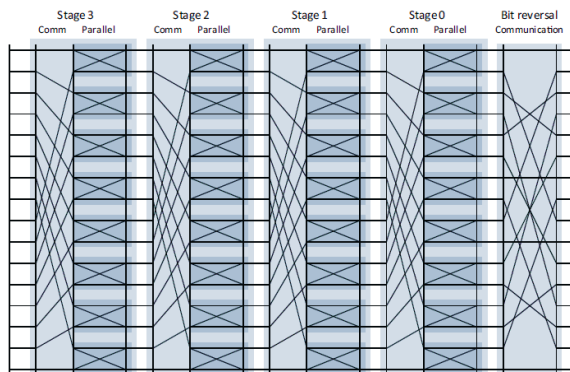 Stage 3 Stage 2 Stage 1 Stage 0 Bit reversal
Comm Parallel Comm Parallel Comm Parallel Comm Parallel Communication